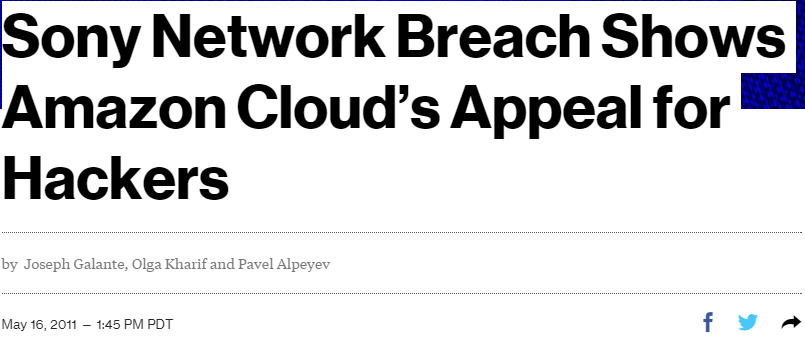 Sony Network Breach Shows
Amazon Cloud’s Appeal for
Hackers
by Joseph Galante, Olga Kharif and Pavel Alpeyev
May 16, 2011 — 1:45 PM PDT